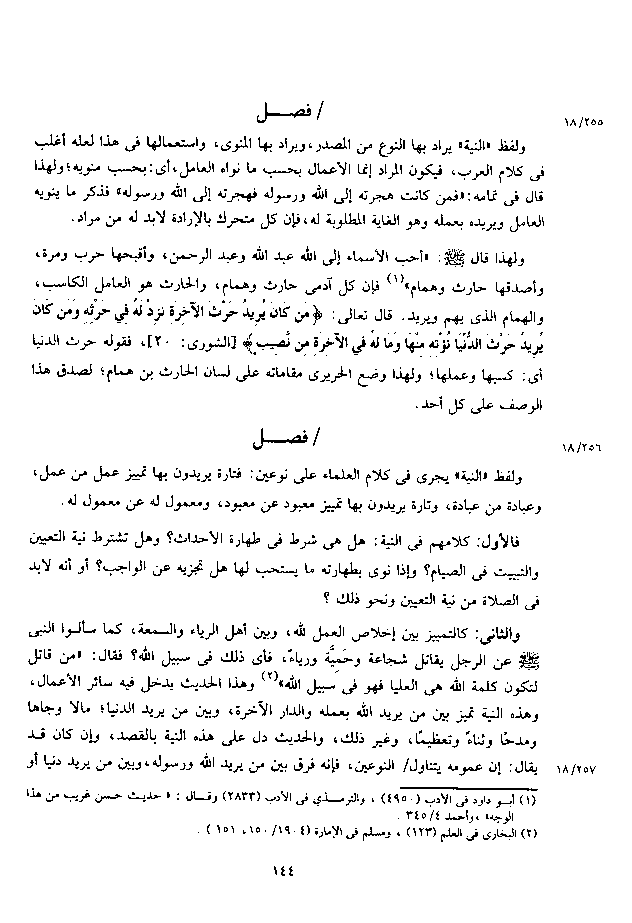 ١٨/٢٥٥
/ فصــل
ولفظ «النية» يراد بها النوع من المصدر، ويراد بها المنوى، واستعمالها فى هذا لعله أغلب
فى كلام العرب، فيكون المراد إنما الأعمال بحسب ما نواه العامل، أى: بحسب منويه؛ ولهذا
قال فى تمامه: «فمن كانت هجرته إلى الله ورسوله فهجرته إلى الله ورسوله» فذكر ما ينويه
العامل ويريده بعمله وهو الغاية المطلوبة له، فإن كل متحرك بالإرادة لابد له من مراد.
ولهذا قال ﷺ: «أحب الأسماء إلى الله عبد الله وعبد الرحمن، وأقبحها حرب ومرة،
وأصدقها حارث وهمام»(١) فإن كل آدمى حارث وهمام، والحارث هو العامل الكاسب،
والهمام الذى يهم ويريد. قال تعالى: ﴿مَن كَانَ يُرِيدُ حَرْثَ الآخِرَةِ نَزِدْ لَهُ فِي حَرْثِهِ وَمَن كَانَ
يُرِيدُ حَرْثَ الدُّنْيَا نُؤْتِهِ مِنْهَا وَمَا لَهُ فِي الآخِرَةِ مِن نَّصِيبٍ﴾ [الشورى: ٢٠]، فقوله حرث الدنيا
أى: كسبها وعملها؛ ولهذا وضع الحريرى مقاماته على لسان الحارث بن همام؛ لصدق هذا
الوصف على كل أحد.
١٨/٢٥٦
/ فصــل
ولفظ «النية» يجرى فى كلام العلماء على نوعين: فتارة يريدون بها تمييز عمل من عمل،
وعبادة من عبادة، وتارة يريدون بها تمييز معبود عن معبود، ومعمول له عن معمول له.
فالأول: كلامهم فى النية: هل هى شرط فى طهارة الأحداث؟ وهل تشترط نية التعيين
والتبييت فى الصيام؟ وإذا نوى بطهارته ما يستحب لها هل تجزيه عن الواجب؟ أو أنه لابد
فى الصلاة من نية التعيين ونحو ذلك ؟
والثانى: كالتمييز بين إخلاص العمل لله، وبين أهل الرياء والسمعة، كما سألوا النبى
ﷺ عن الرجل يقاتل شجاعة وحَمِيَّة ورياءً، فأى ذلك فى سبيل الله؟ فقال: «من قاتل
لتكون كلمة الله هى العليا فهو فى سبيل الله»(٢) وهذا الحديث يدخل فيه سائر الأعمال،
وهذه النية تميز بين من يريد الله بعمله والدار الآخرة، وبين من يريد الدنيا؛ مالا وجاها
ومدحًا وثناءً وتعظيمًا، وغير ذلك، والحديث دل على هذه النية بالقصد، وإن كان قد
يقال: إن عمومه يتناول/ النوعين، فإنه فرق بين من يريد الله ورسوله، وبين من يريد دنيا أو
١٨/٢٥٧
(١) أبو داود فى الأدب (٤٩٥٠) ، والترمذى فى الأدب (٢٨٣٣) وقال : « حديث حسن غريب من هذا
الوجه» ، وأحمد ٤/ ٣٤٥ .
(٢) البخارى فى العلم (١٢٣) ، ومسلم فى الإمارة (١٩٠٤/ ١٥٠، ١٥١ ) .
١٤٤